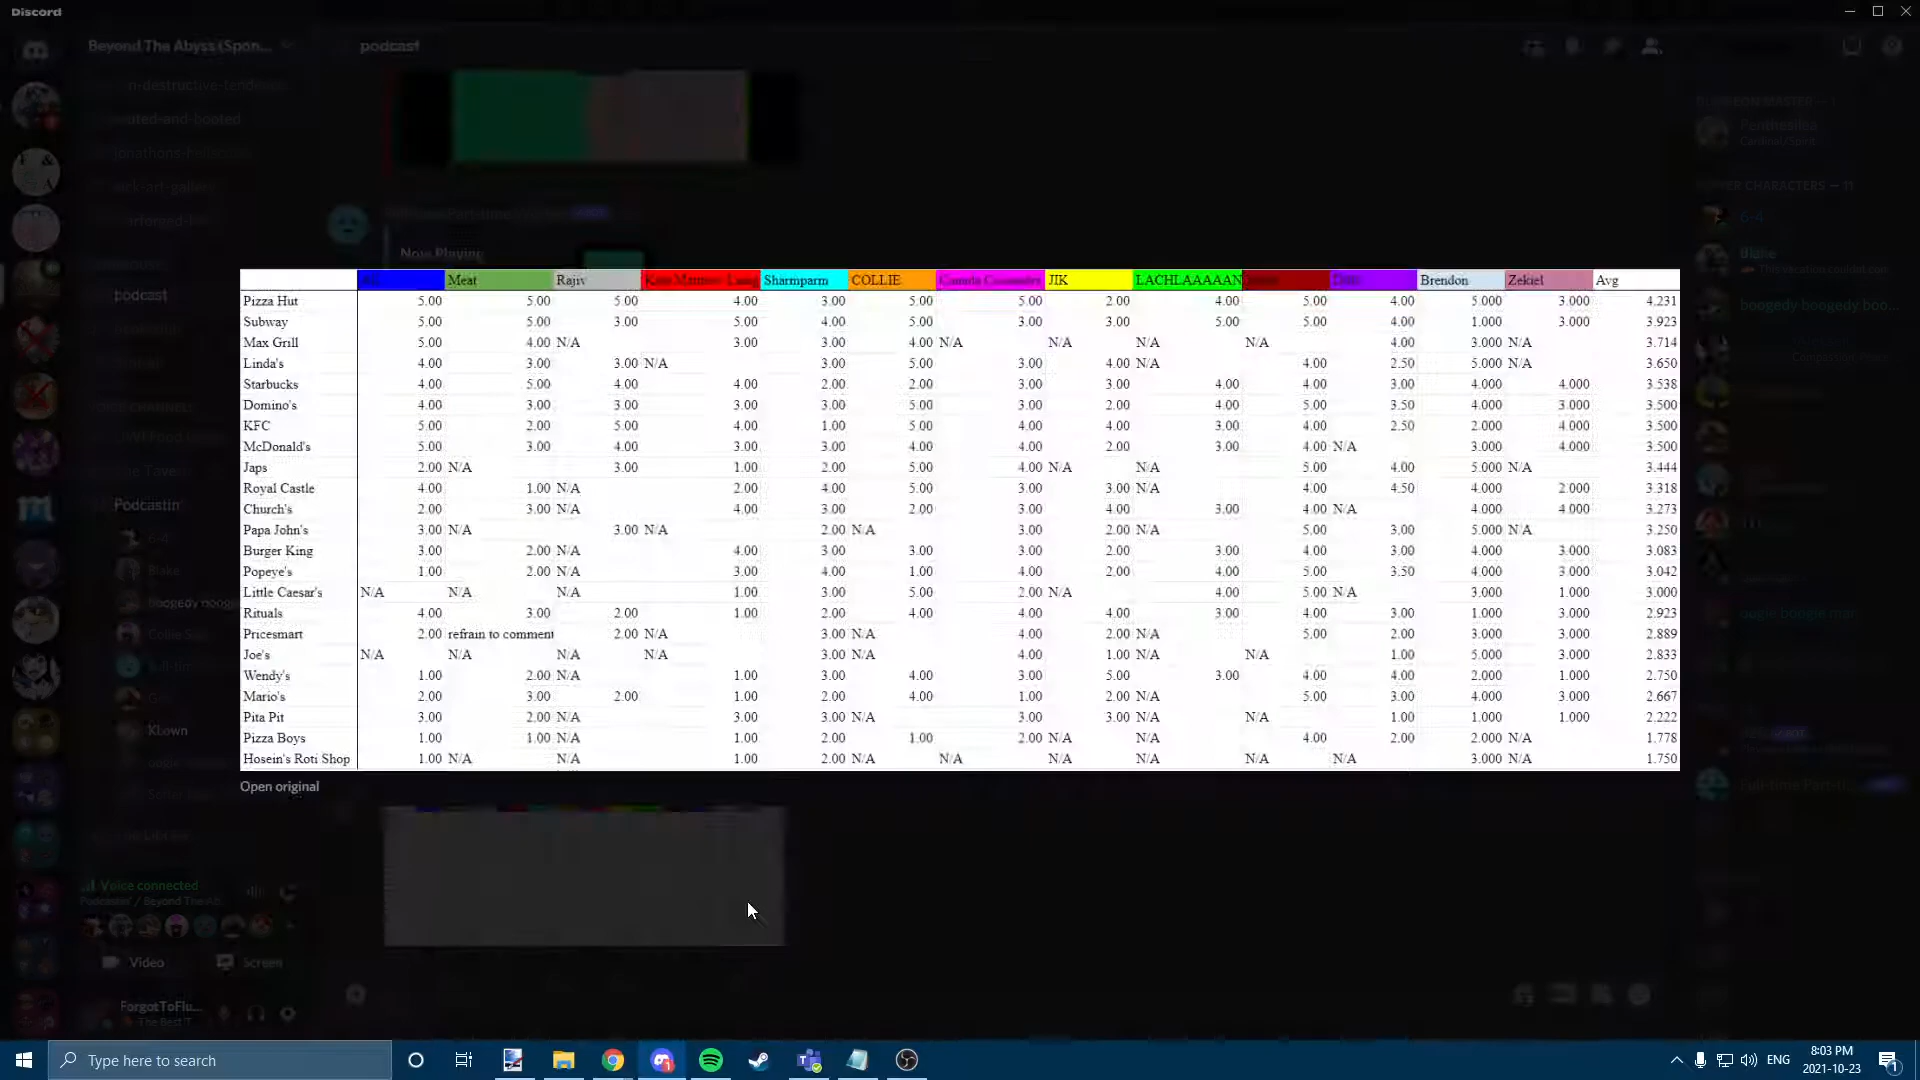 Discord
Beyond The Abyss (Spon...
podcast
Now Playing
Meat Rajiv Sharmparm COLLIE JIK LACHLAAAAAN Brendon Zekiel Avg
Pizza Hut 5.00 5.00 5.00 4.00 3.00 5.00 5.00 2.00 4.00 5.00 4.00 5.000 3.000 4.231
Subway 5.00 5.00 3.00 5.00 4.00 5.00 3.00 3.00 5.00 5.00 4.00 1.000 3.000 3.923
Max Grill 5.00 4.00 N/A 3.00 3.00 4.00 N/A N/A N/A N/A 4.00 3.000 N/A 3.714
Linda's 4.00 3.00 3.00 N/A 3.00 5.00 3.00 4.00 N/A 4.00 2.50 5.000 N/A 3.650
Starbucks 4.00 5.00 4.00 4.00 2.00 2.00 3.00 3.00 4.00 4.00 3.00 4.000 4.000 3.538
Domino's 4.00 3.00 3.00 3.00 3.00 5.00 3.00 2.00 4.00 5.00 3.50 4.000 3.000 3.500
KFC 5.00 2.00 5.00 4.00 1.00 5.00 4.00 4.00 3.00 4.00 2.50 2.000 4.000 3.500
McDonald's 5.00 3.00 4.00 3.00 3.00 4.00 4.00 2.00 3.00 4.00 N/A 3.000 4.000 3.500
Japs 2.00 N/A 3.00 1.00 2.00 5.00 4.00 N/A N/A 5.00 4.00 5.000 N/A 3.444
Royal Castle 4.00 1.00 N/A 2.00 4.00 5.00 3.00 3.00 N/A 4.00 4.50 4.000 2.000 3.318
Church's 2.00 3.00 N/A 4.00 3.00 2.00 3.00 4.00 3.00 4.00 N/A 4.000 4.000 3.273
Papa John's 3.00 N/A 3.00 N/A 2.00 N/A 3.00 2.00 N/A 5.00 3.00 5.000 N/A 3.250
Burger King 3.00 2.00 N/A 4.00 3.00 3.00 3.00 2.00 3.00 4.00 3.00 4.000 3.000 3.083
Popeye's 1.00 2.00 N/A 3.00 4.00 1.00 4.00 2.00 4.00 5.00 3.50 4.000 3.000 3.042
Little Caesar's N/A N/A N/A 1.00 3.00 5.00 2.00 N/A 4.00 5.00 N/A 3.000 1.000 3.000
Rituals 4.00 3.00 2.00 1.00 2.00 4.00 4.00 4.00 3.00 4.00 3.00 1.000 3.000 2.923
Pricesmart 2.00 refrain to comment 2.00 N/A 3.00 N/A 4.00 2.00 N/A 5.00 2.00 3.000 3.000 2.889
Joe's N/A N/A N/A N/A 3.00 N/A 4.00 1.00 N/A N/A 1.00 5.000 3.000 2.833
Wendy's 1.00 2.00 N/A 1.00 3.00 4.00 3.00 5.00 3.00 4.00 4.00 2.000 1.000 2.750
Mario's 2.00 3.00 2.00 1.00 2.00 4.00 1.00 2.00 N/A 5.00 3.00 4.000 3.000 2.667
Pita Pit 3.00 2.00 N/A 3.00 3.00 N/A 3.00 3.00 N/A N/A 1.00 1.000 1.000 2.222
Pizza Boys 1.00 1.00 N/A 1.00 2.00 1.00 2.00 N/A N/A 4.00 2.00 2.000 N/A 1.778
Hosein's Roti Shop 1.00 N/A N/A 1.00 2.00 N/A N/A N/A N/A N/A N/A 3.000 N/A 1.750
Open original
podcast
Podcastin'
Blake
KLown
Voice connected
Video Screen
ForgotToFlu...
Blake
boogedy boogedy boo...
Type here to search
ENG
8:03 PM
2021-10-23